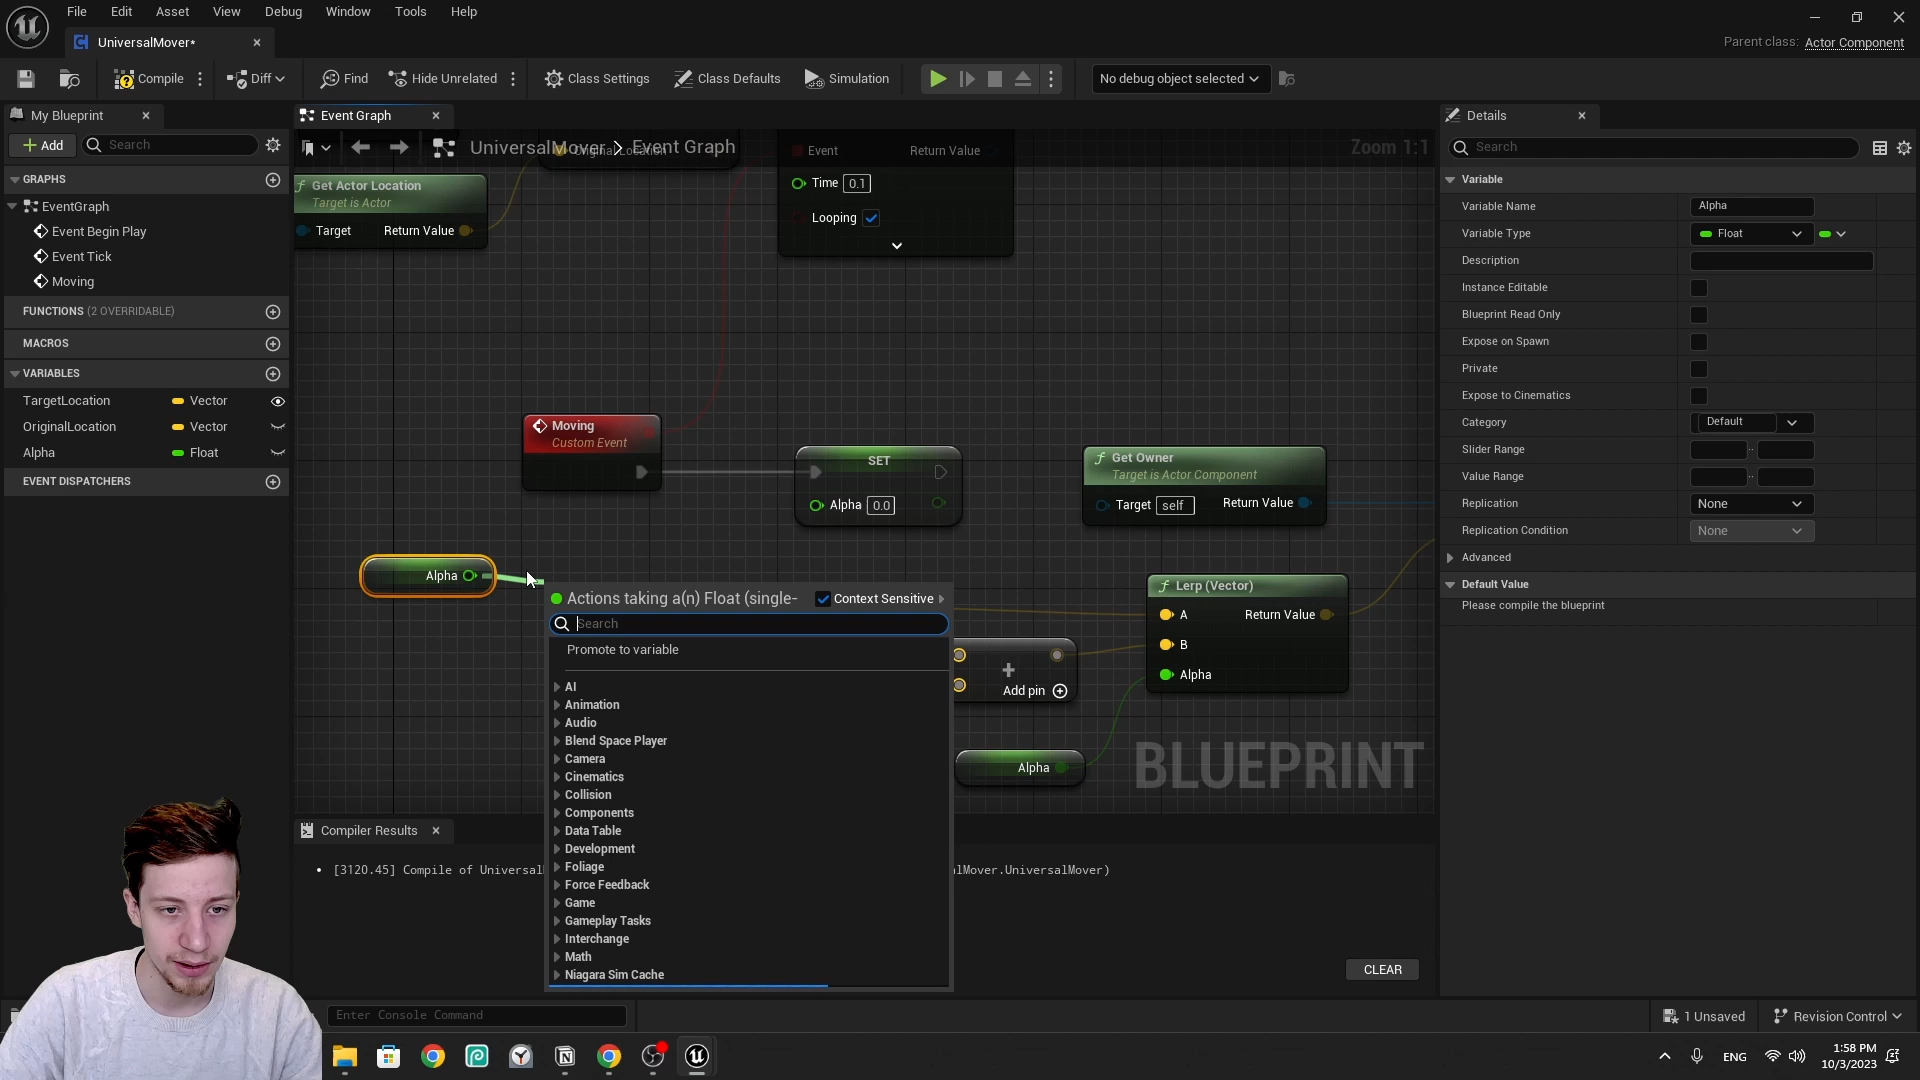 File Edit Asset View Debug Window Tools Help
UniversalMover*
Parent class: Actor Component
Compile Diff Find Hide Unrelated Class Settings Class Defaults Simulation No debug object selected
My Blueprint
Event Graph
Details
Add Search
UniversalMover > Event Graph
Zoom 1:1
Search
GRAPHS
EventGraph
Event Begin Play
Event Tick
Moving
FUNCTIONS (2 OVERRIDABLE)
MACROS
VARIABLES
TargetLocation Vector
OriginalLocation Vector
Alpha Float
EVENT DISPATCHERS
Original Location
Get Actor Location
Target is Actor
Target Return Value
Event Return Value
Time 0.1
Looping
Moving
Custom Event
SET
Alpha 0.0
Get Owner
Target is Actor Component
Target self Return Value
Alpha
Actions taking a(n) Float (single-
Context Sensitive
Search
Promote to variable
AI
Animation
Audio
Blend Space Player
Camera
Cinematics
Collision
Components
Data Table
Development
Foliage
Force Feedback
Game
Gameplay Tasks
Interchange
Math
Niagara Sim Cache
Add pin
Lerp (Vector)
A Return Value
B
Alpha
Alpha
BLUEPRINT
Variable
Variable Name Alpha
Variable Type Float
Description
Instance Editable
Blueprint Read Only
Expose on Spawn
Private
Expose to Cinematics
Category Default
Slider Range
Value Range
Replication None
Replication Condition None
Advanced
Default Value
Please compile the blueprint
Compiler Results
[3120.45] Compile of Universal
lMover.UniversalMover)
CLEAR
Enter Console Command
1 Unsaved Revision Control
ENG
1:58 PM
10/3/2023